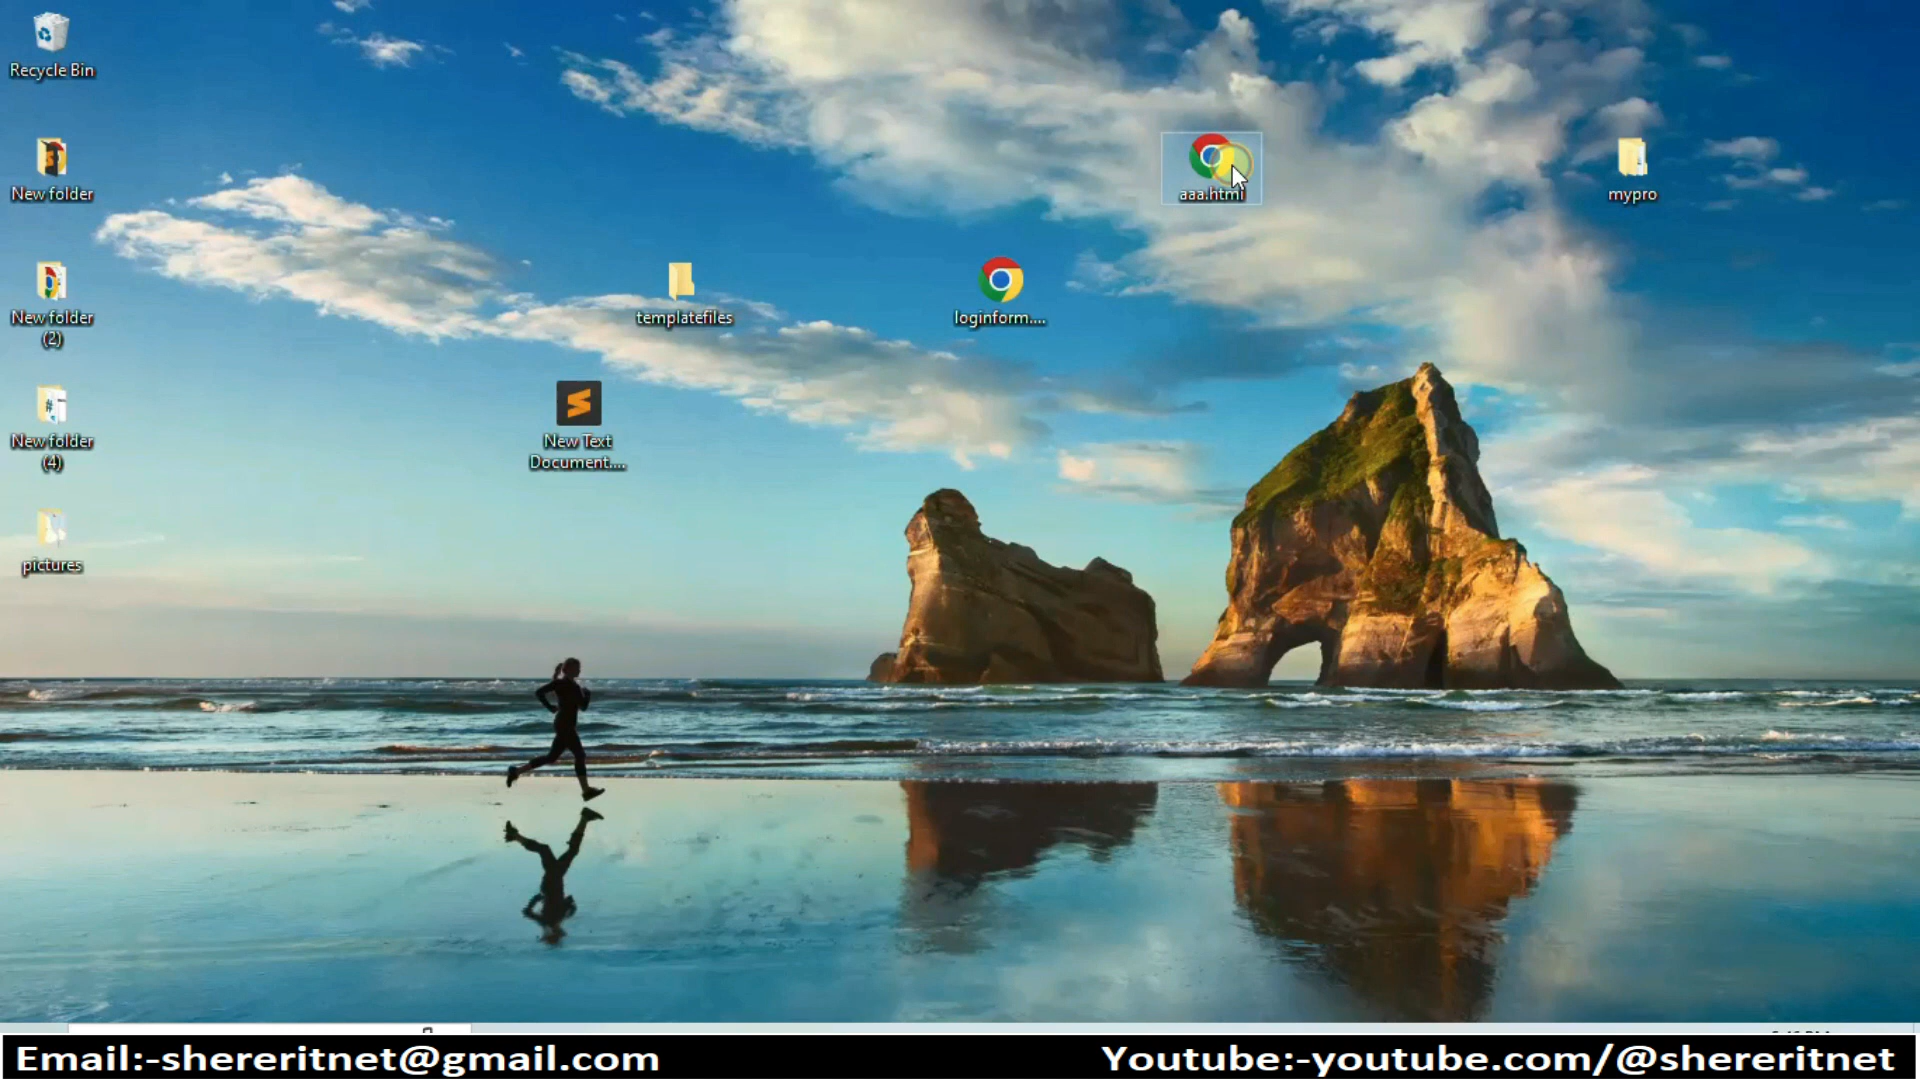 Recycle Bin
New folder
aaa.html
mypro
New folder
(2)
templatefiles
loginform....
New folder
(4)
New Text
Document....
pictures
Email:-shereritnet@gmail.com
Youtube:-youtube.com/@shereritnet